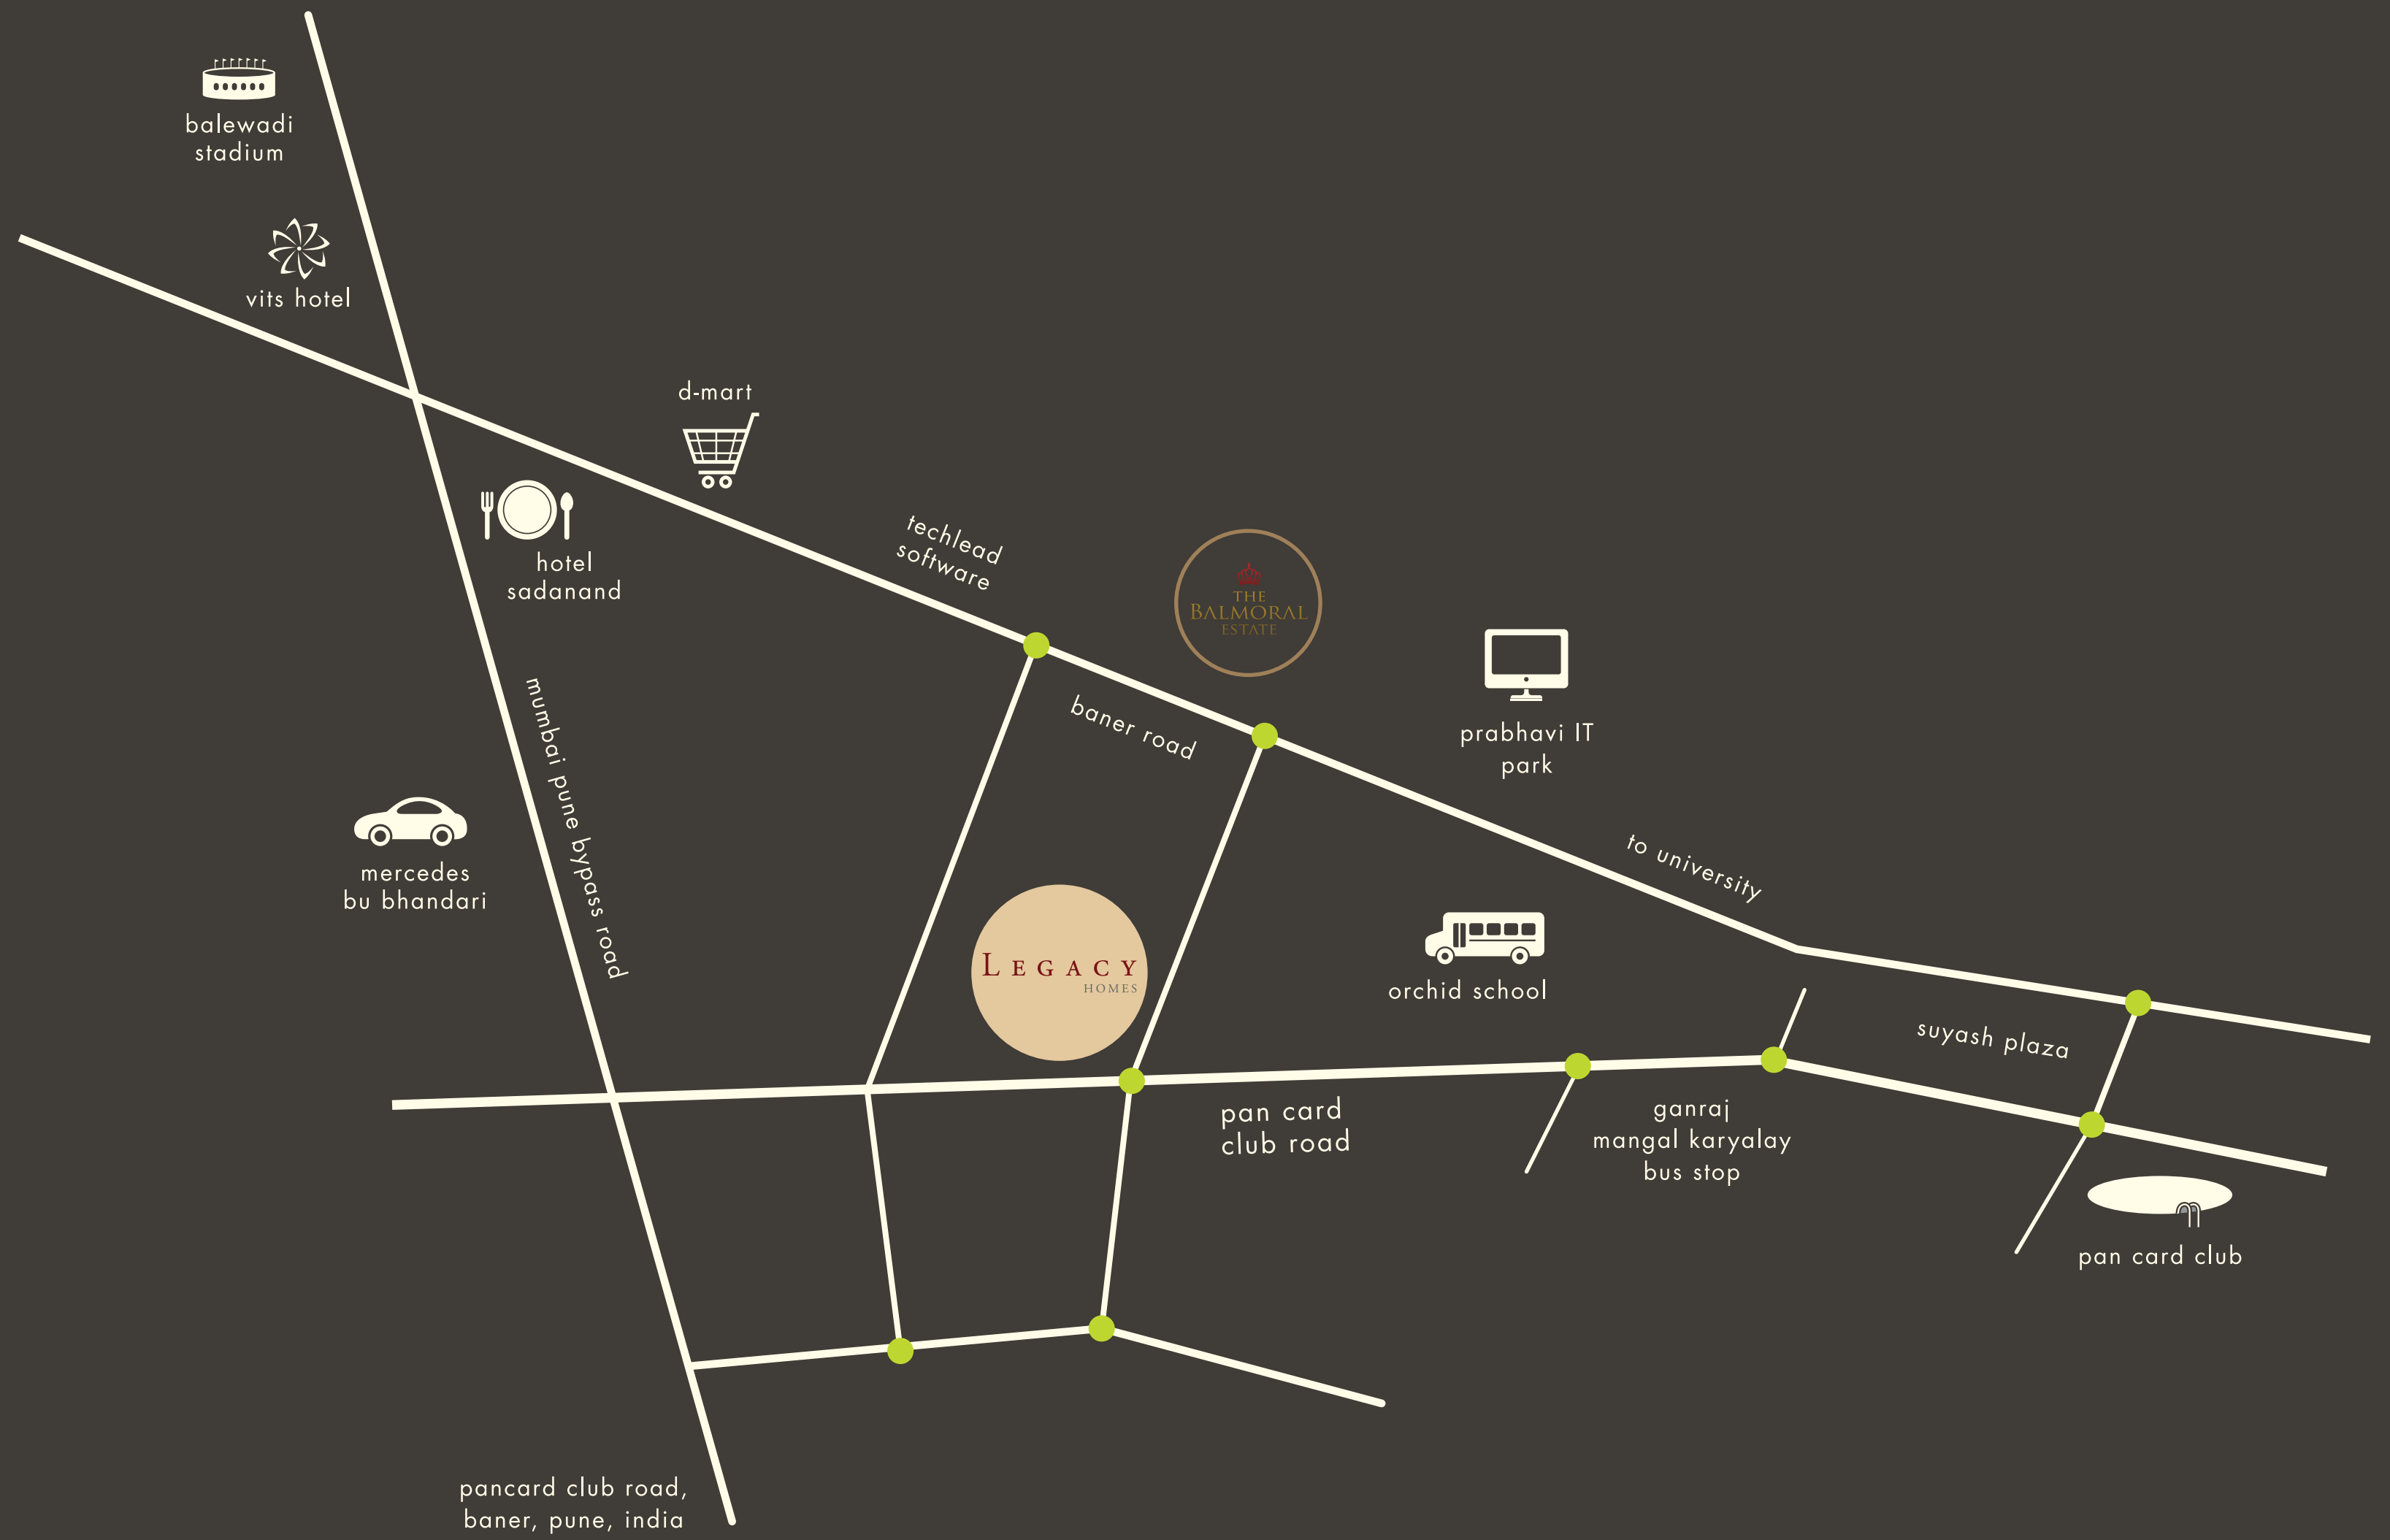 balewadi
stadium
vits hotel
d-mart
hotel
sadanand
techlead
software
THE
BALMORAL
ESTATE
baner road
prabhavi IT
park
mumbai pune bypass road
mercedes
bu bhandari
to university
LEGACY
HOMES
orchid school
suyash plaza
pan card
club road
ganraj
mangal karyalay
bus stop
pan card club
pancard club road,
baner, pune, india